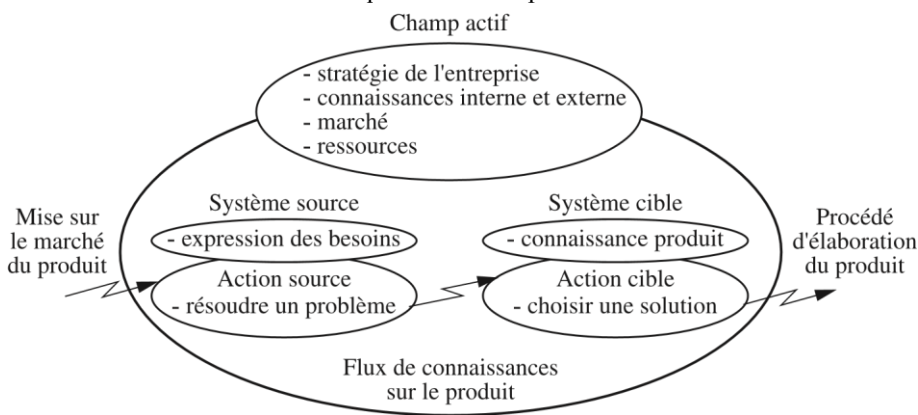 Champ actif
- stratégie de l'entreprise
- connaissances interne et externe
- marché
- ressources
Système source
Système cible
Mise sur
le marché
du produit
- expression des besoins
- connaissance produit
Procédé
d'élaboration
du produit
Action source
- résoudre un problème
Action cible
- choisir une solution
Flux de connaissances
sur le produit